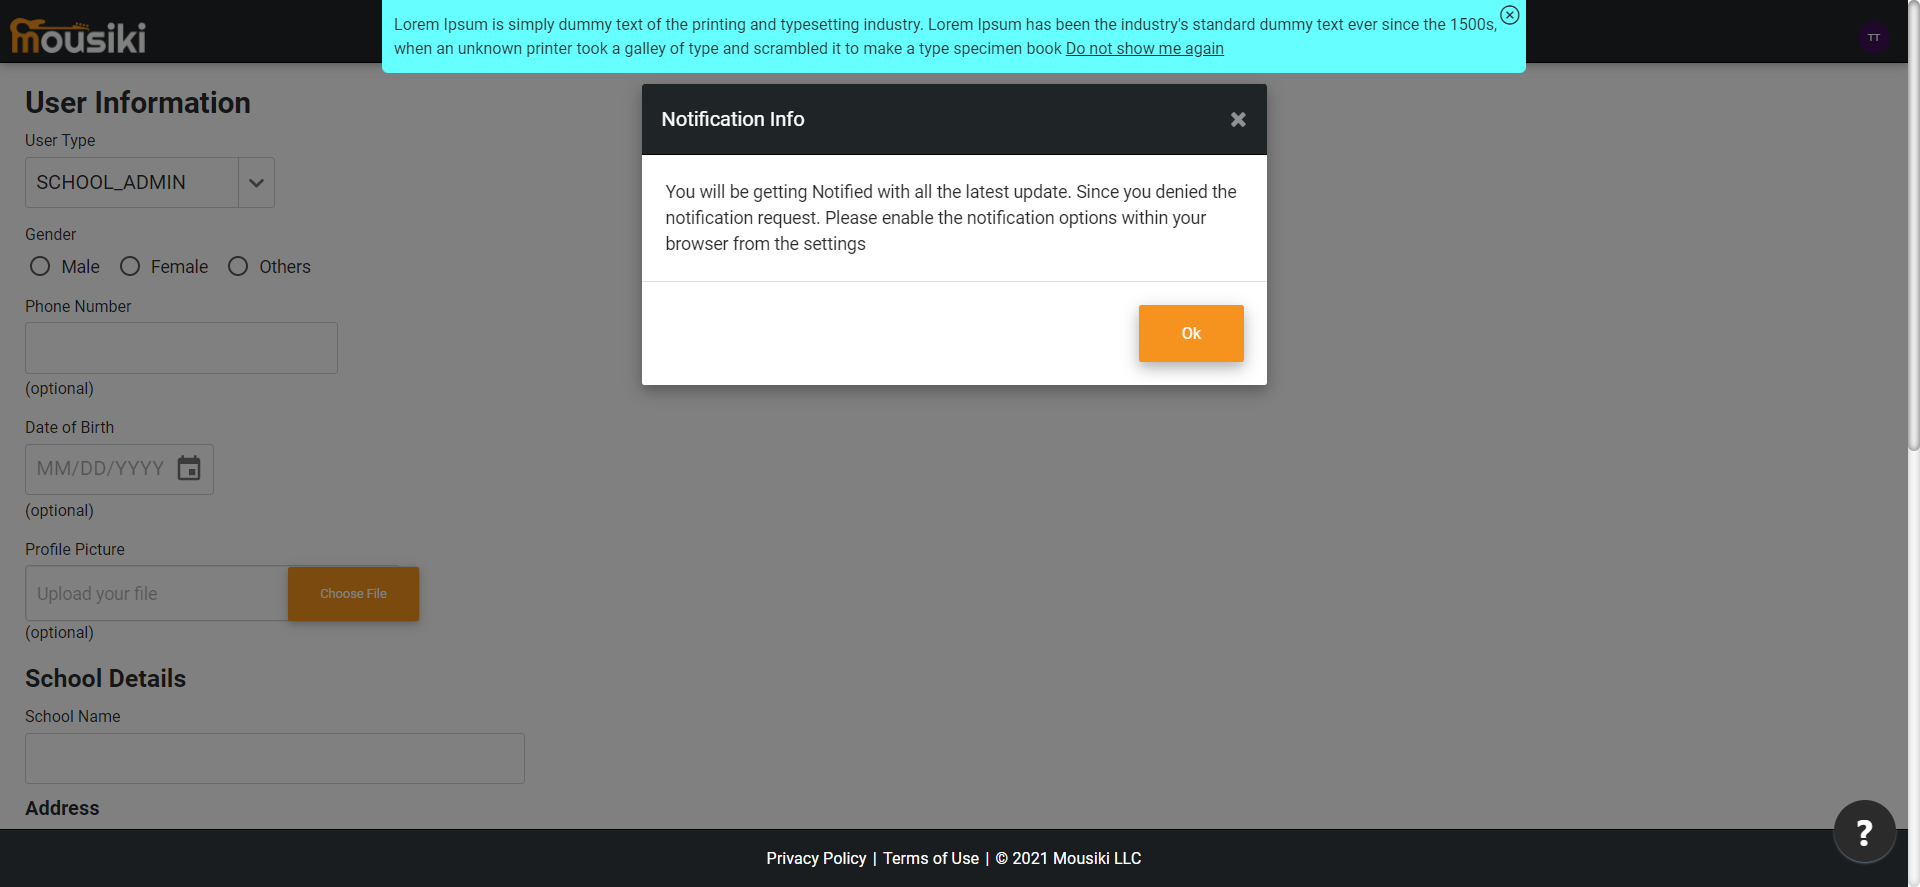 mousiki
Lorem Ipsum is simply dummy text of the printing and typesetting industry. Lorem Ipsum has been the industry's standard dummy text ever since the 1500s,
when an unknown printer took a galley of type and scrambled it to make a type specimen book Do not show me again
TT
Notification Info
You will be getting Notified with all the latest update. Since you denied the
notification request. Please enable the notification options within your
browser from the settings
Ok
User Information
User Type
SCHOOL_ADMIN
Gender
Male Female Others
Phone Number
(optional)
Date of Birth
MM/DD/YYYY
(optional)
Profile Picture
Upload your file Choose File
(optional)
School Details
School Name
Address
?
Privacy Policy | Terms of Use | © 2021 Mousiki LLC